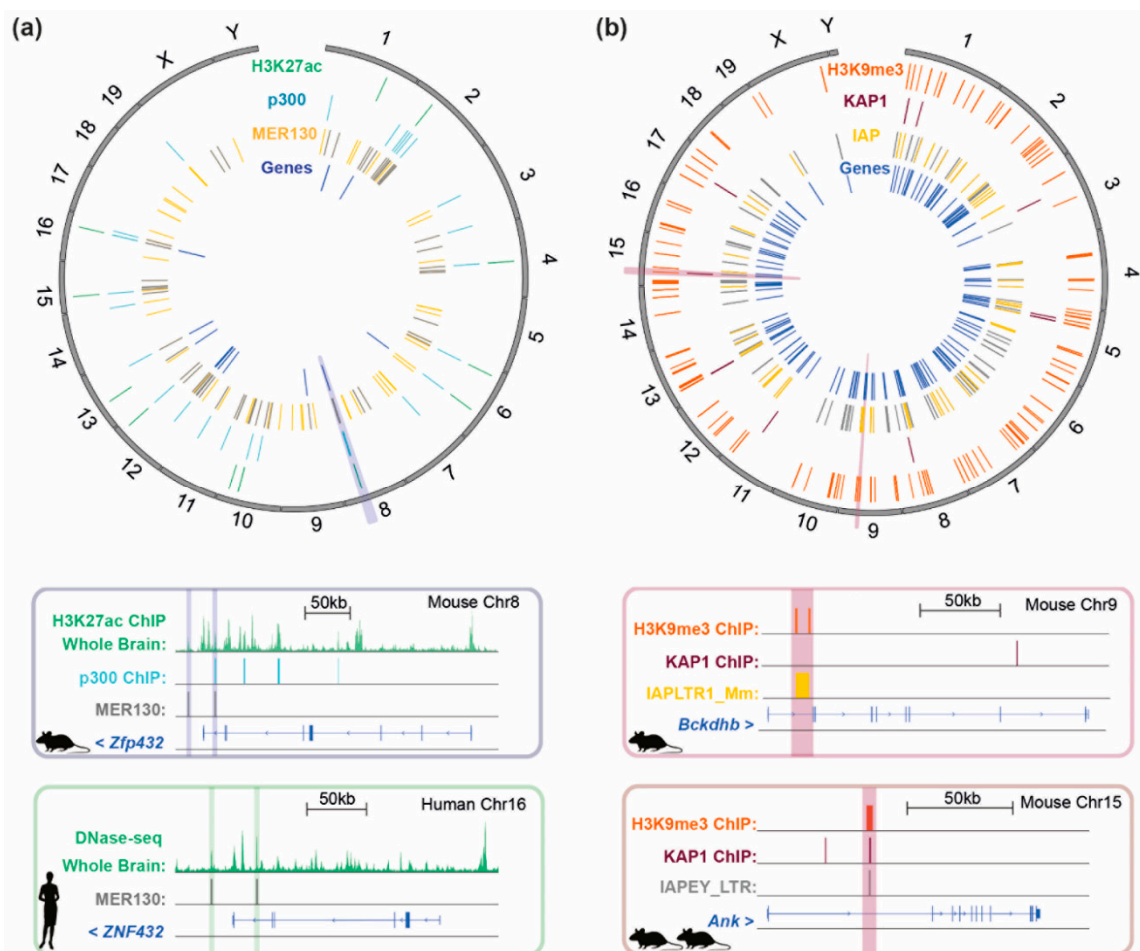 (a)
Y
X
19
18
17
16
15
14
13
12
11
10
9
8
7
6
5
4
3
2
1
H3K27ac
p300
MER130
Genes
(b)
Y
X
19
18
17
16
15
14
13
12
11
10
9
8
7
6
5
4
3
2
1
H3K9me3
KAP1
IAP
Genes
50kb
Mouse Chr8
H3K27ac ChIP
Whole Brain:
p300 ChIP:
MER130:
< Zfp432
50kb
Human Chr16
DNase-seq
Whole Brain:
MER130:
< ZNF432
50kb
Mouse Chr9
H3K9me3 ChIP:
KAP1 ChIP:
IAPLTR1_Mm:
Bckdhb >
50kb
Mouse Chr15
H3K9me3 ChIP:
KAP1 ChIP:
IAPEY_LTR:
Ank >